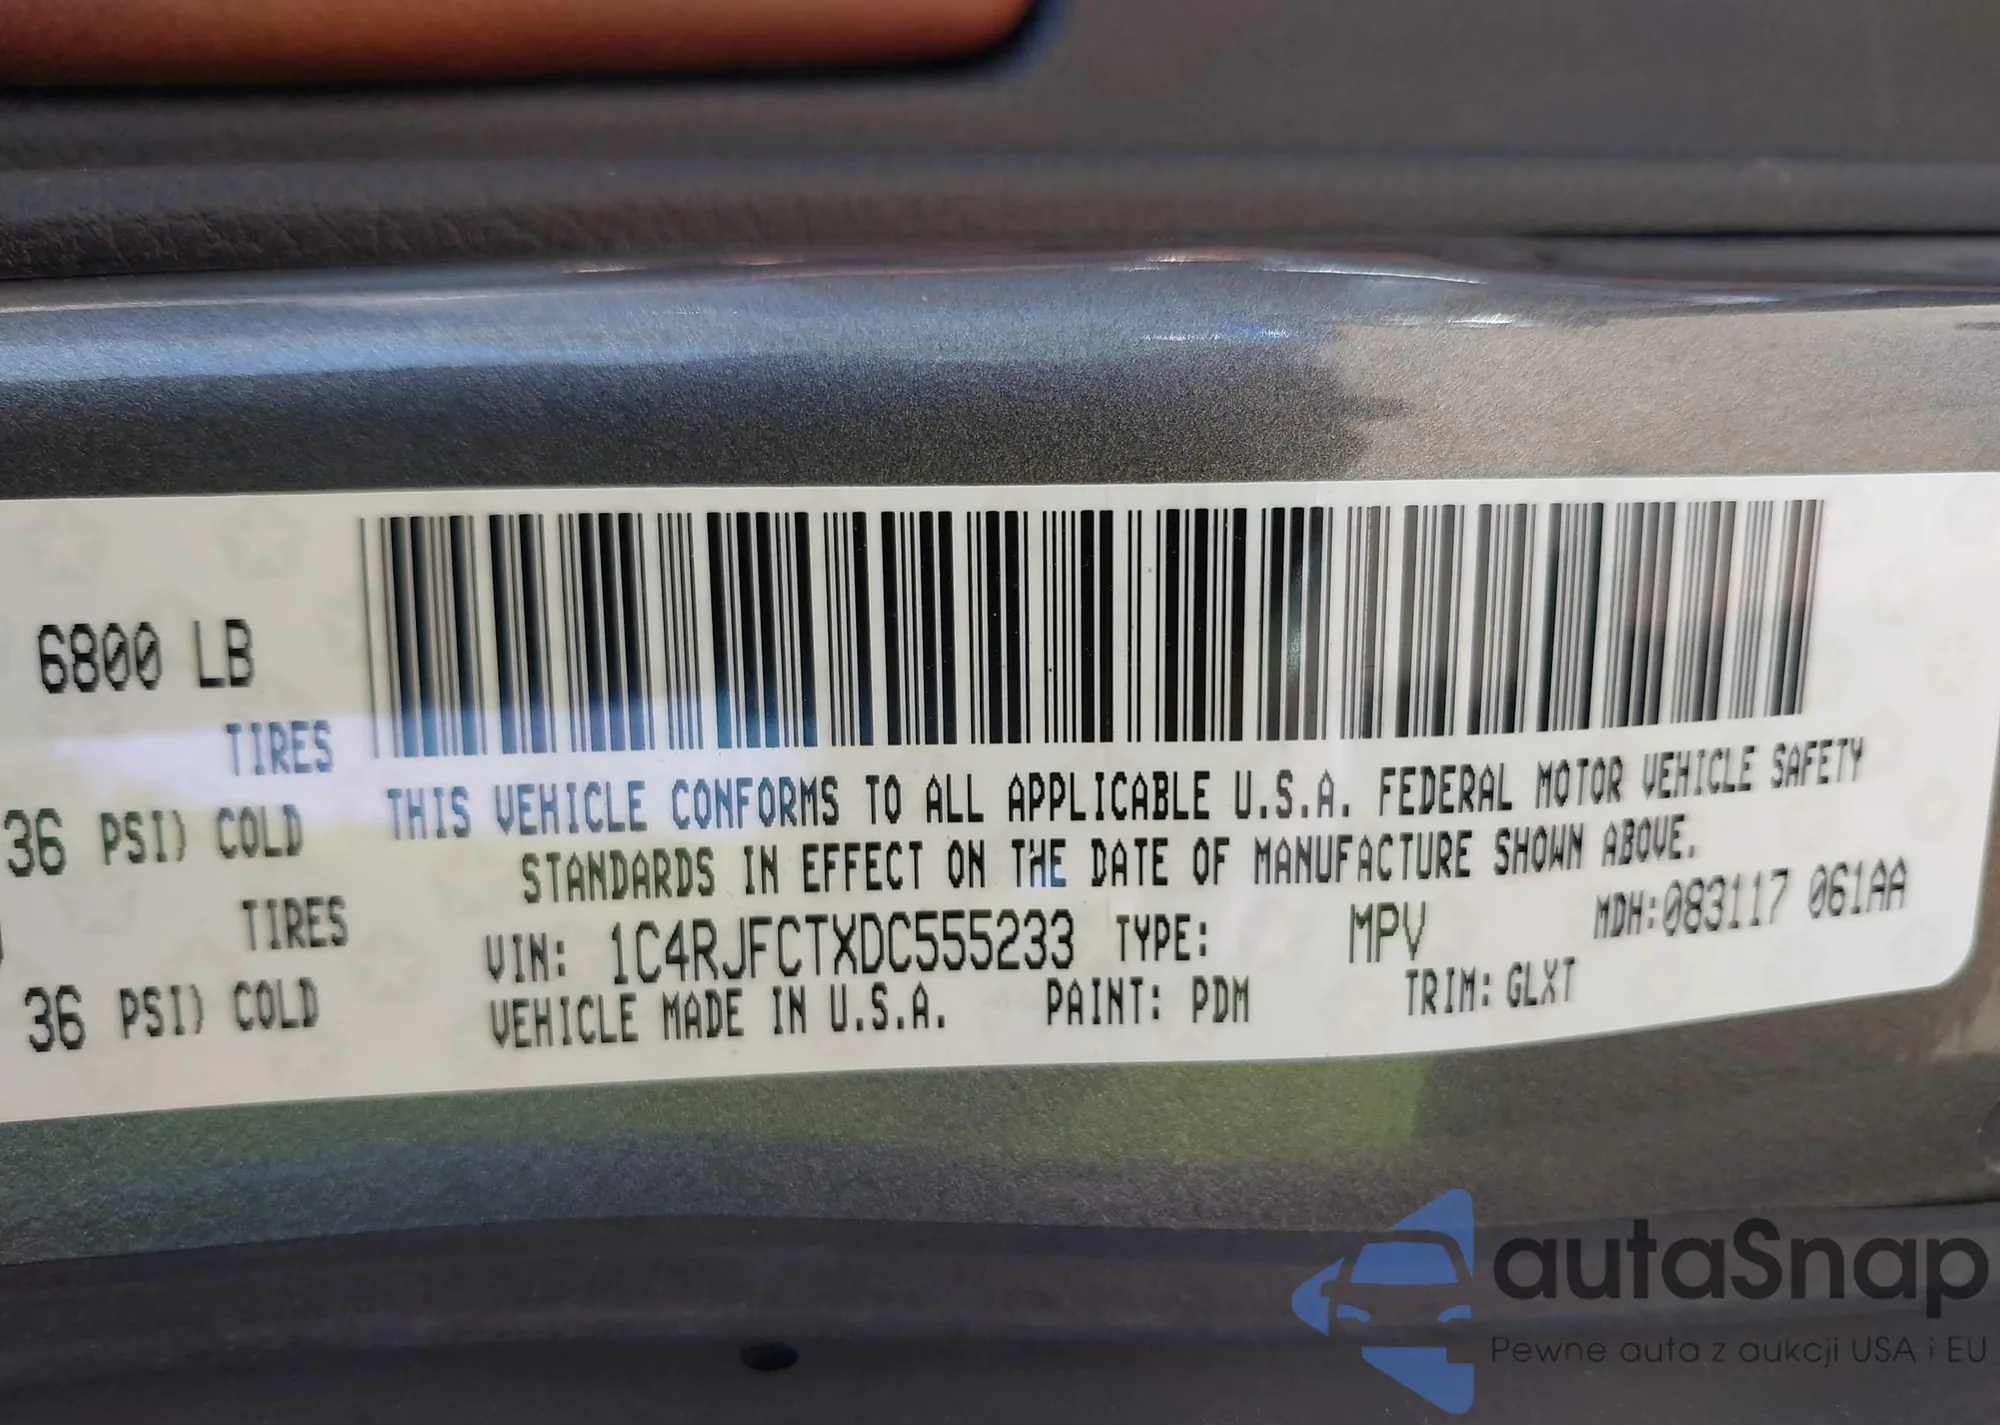 6800 LB
TIRES
36 PSI) COLD
TIRES
36 PSI) COLD
THIS VEHICLE CONFORMS TO ALL APPLICABLE U.S.A. FEDERAL MOTOR VEHICLE SAFETY
STANDARDS IN EFFECT ON THE DATE OF MANUFACTURE SHOWN ABOVE.
VIN: 1C4RJFCTXDC555233 TYPE: MPV MDH:083117 061AA
VEHICLE MADE IN U.S.A. PAINT: PDM TRIM: GLXT
autaSnap
Pewne auta z aukcji USA i EU